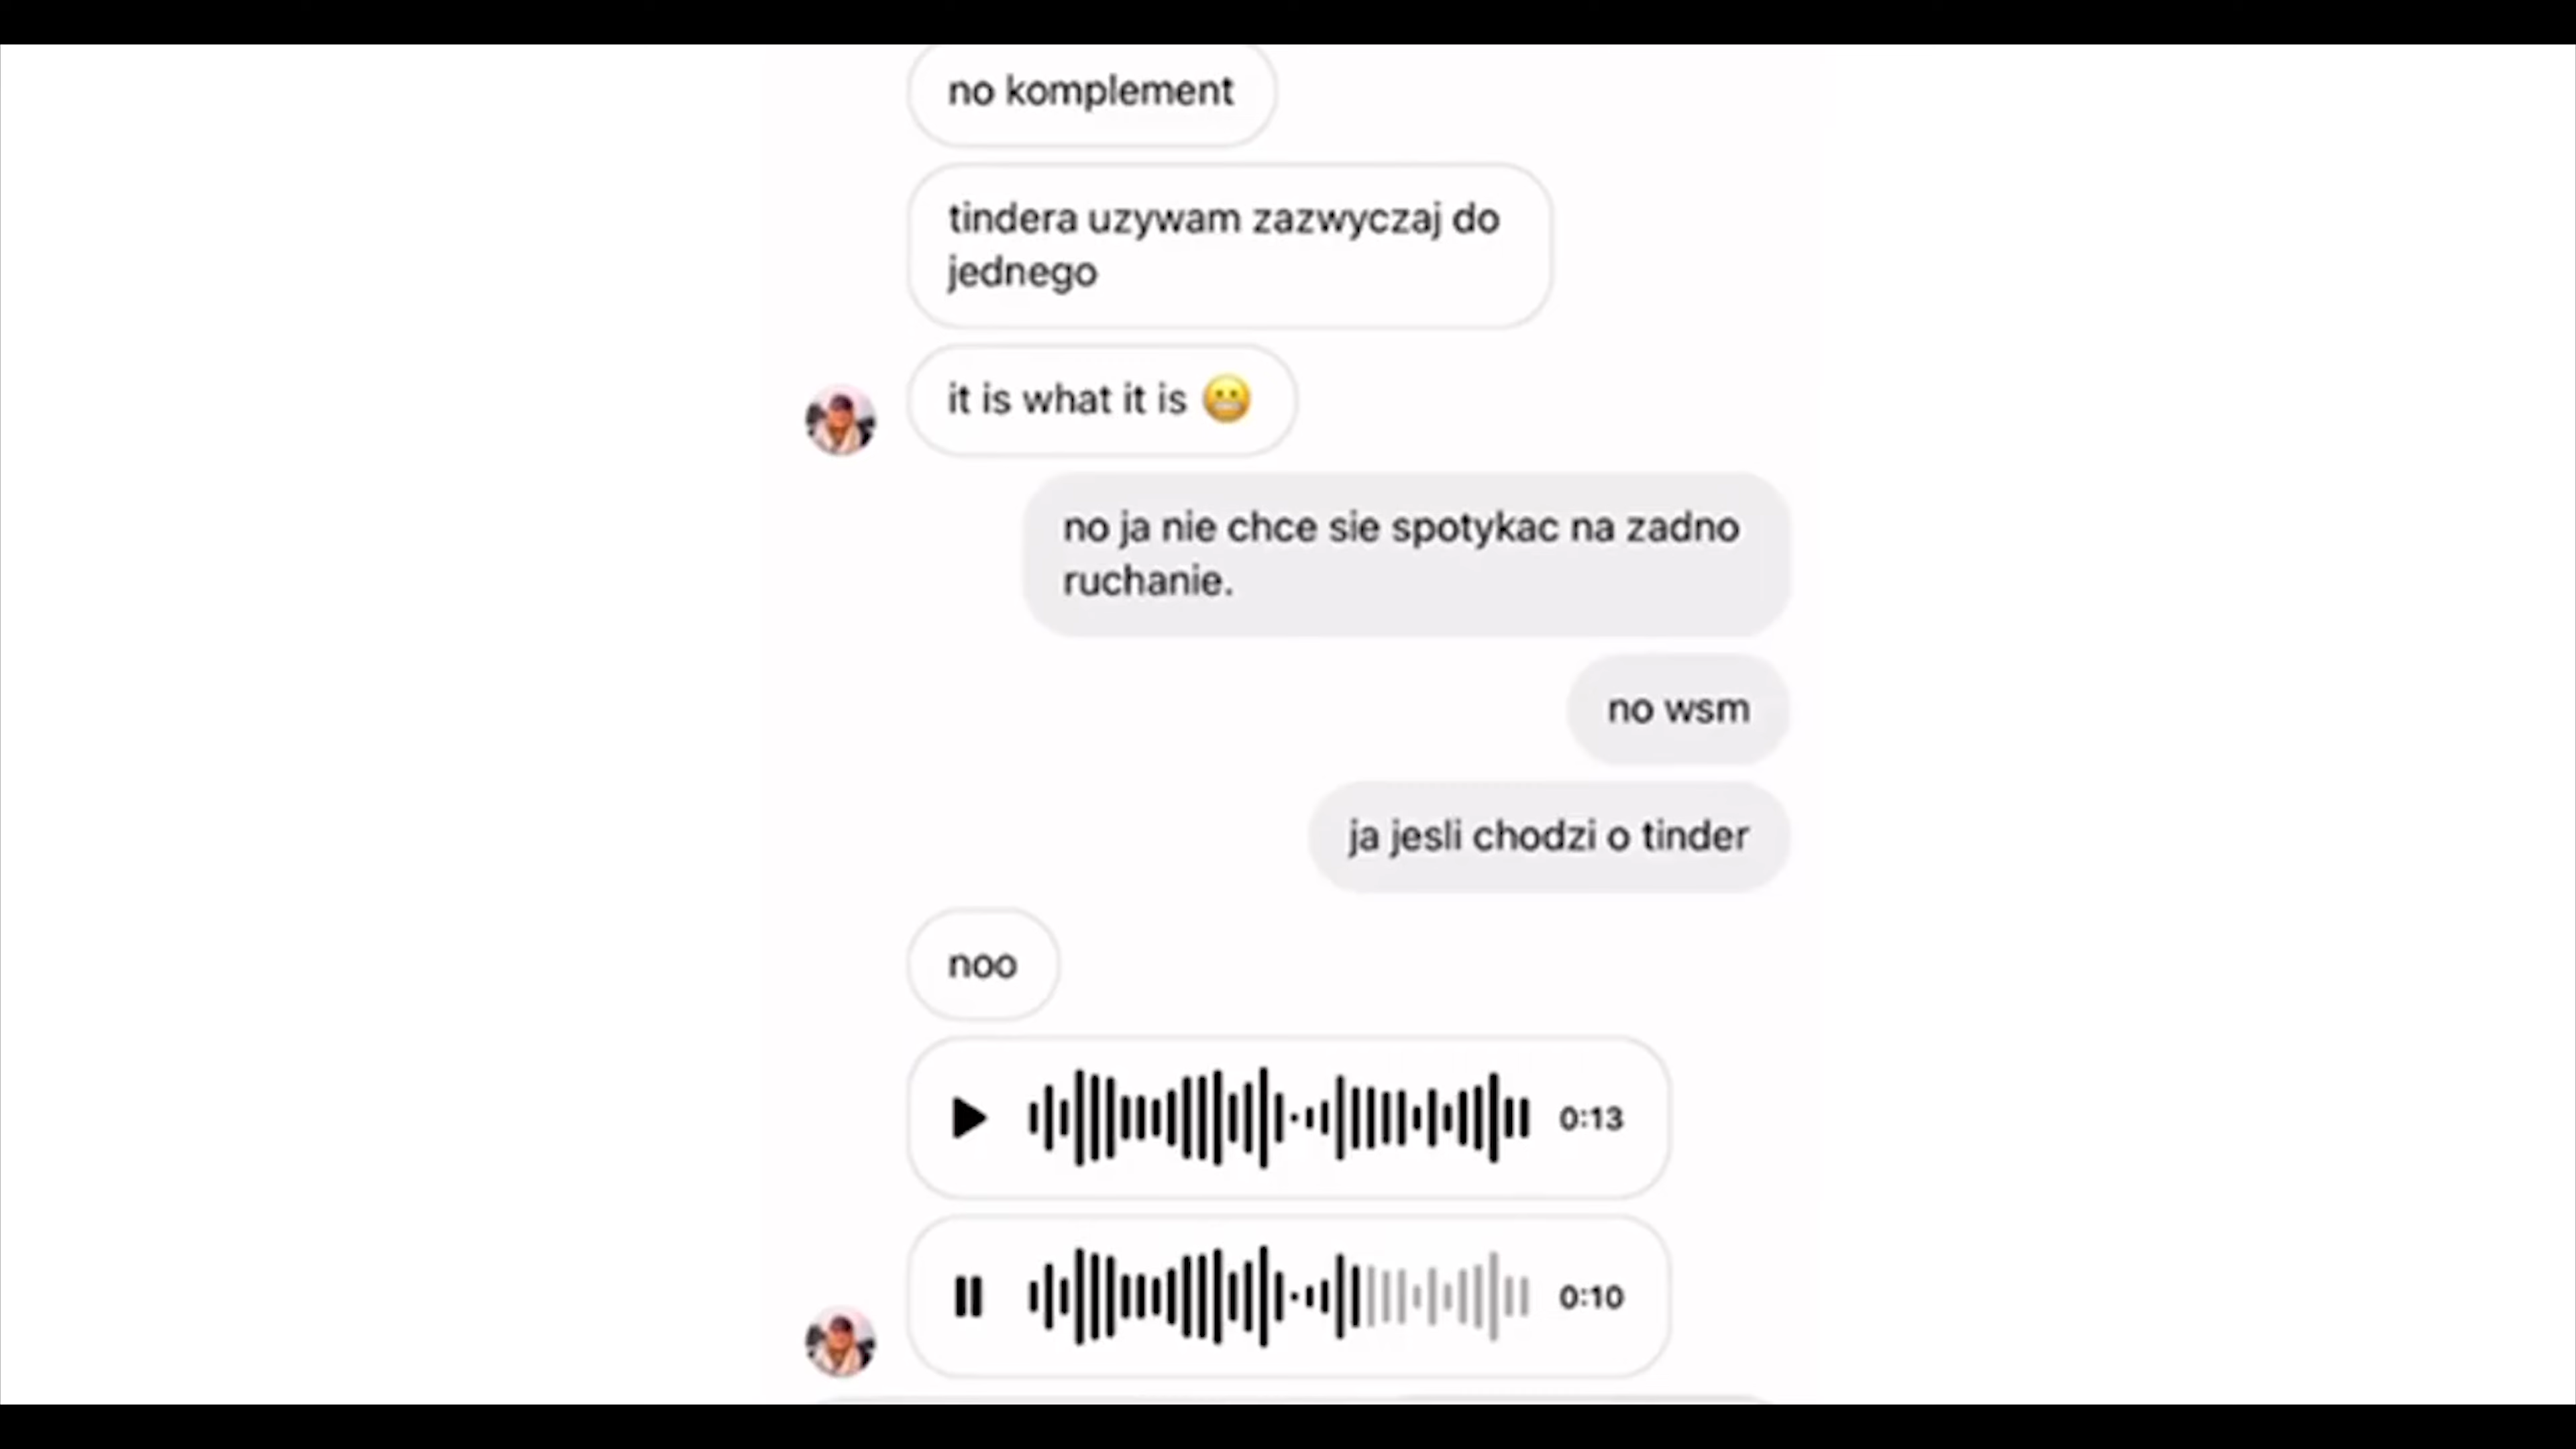 no komplement
tindera uzywam zazwyczaj do
jednego
it is what it is 😬
no ja nie chce sie spotykac na zadno
ruchanie.
no wsm
ja jesli chodzi o tinder
noo
0:13
0:10